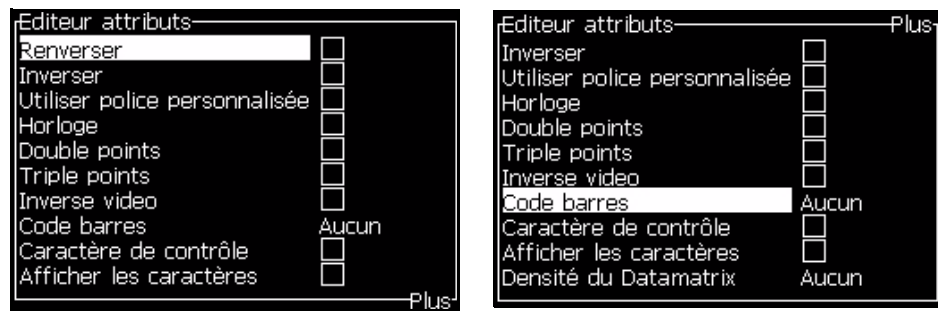 Editeur attributs
Renverser
Inverser
Utiliser police personnalisée
Horloge
Double points
Triple points
Inverse video
Code barres Aucun
Caractère de contrôle
Afficher les caractères
Plus
Editeur attributs Plus
Inverser
Utiliser police personnalisée
Horloge
Double points
Triple points
Inverse video
Code barres Aucun
Caractère de contrôle
Afficher les caractères
Densité du Datamatrix Aucun